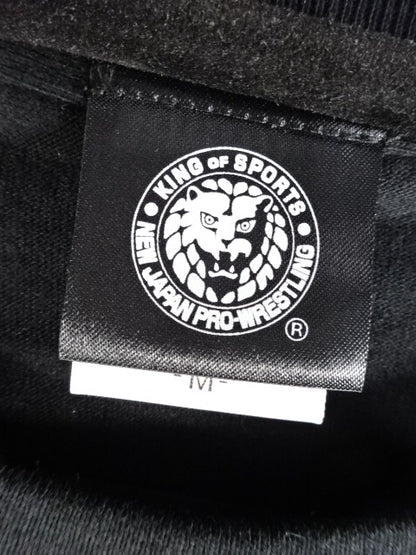 KING OF SPORTS
NEW JAPAN PRO-WRESTLING
®
-M-